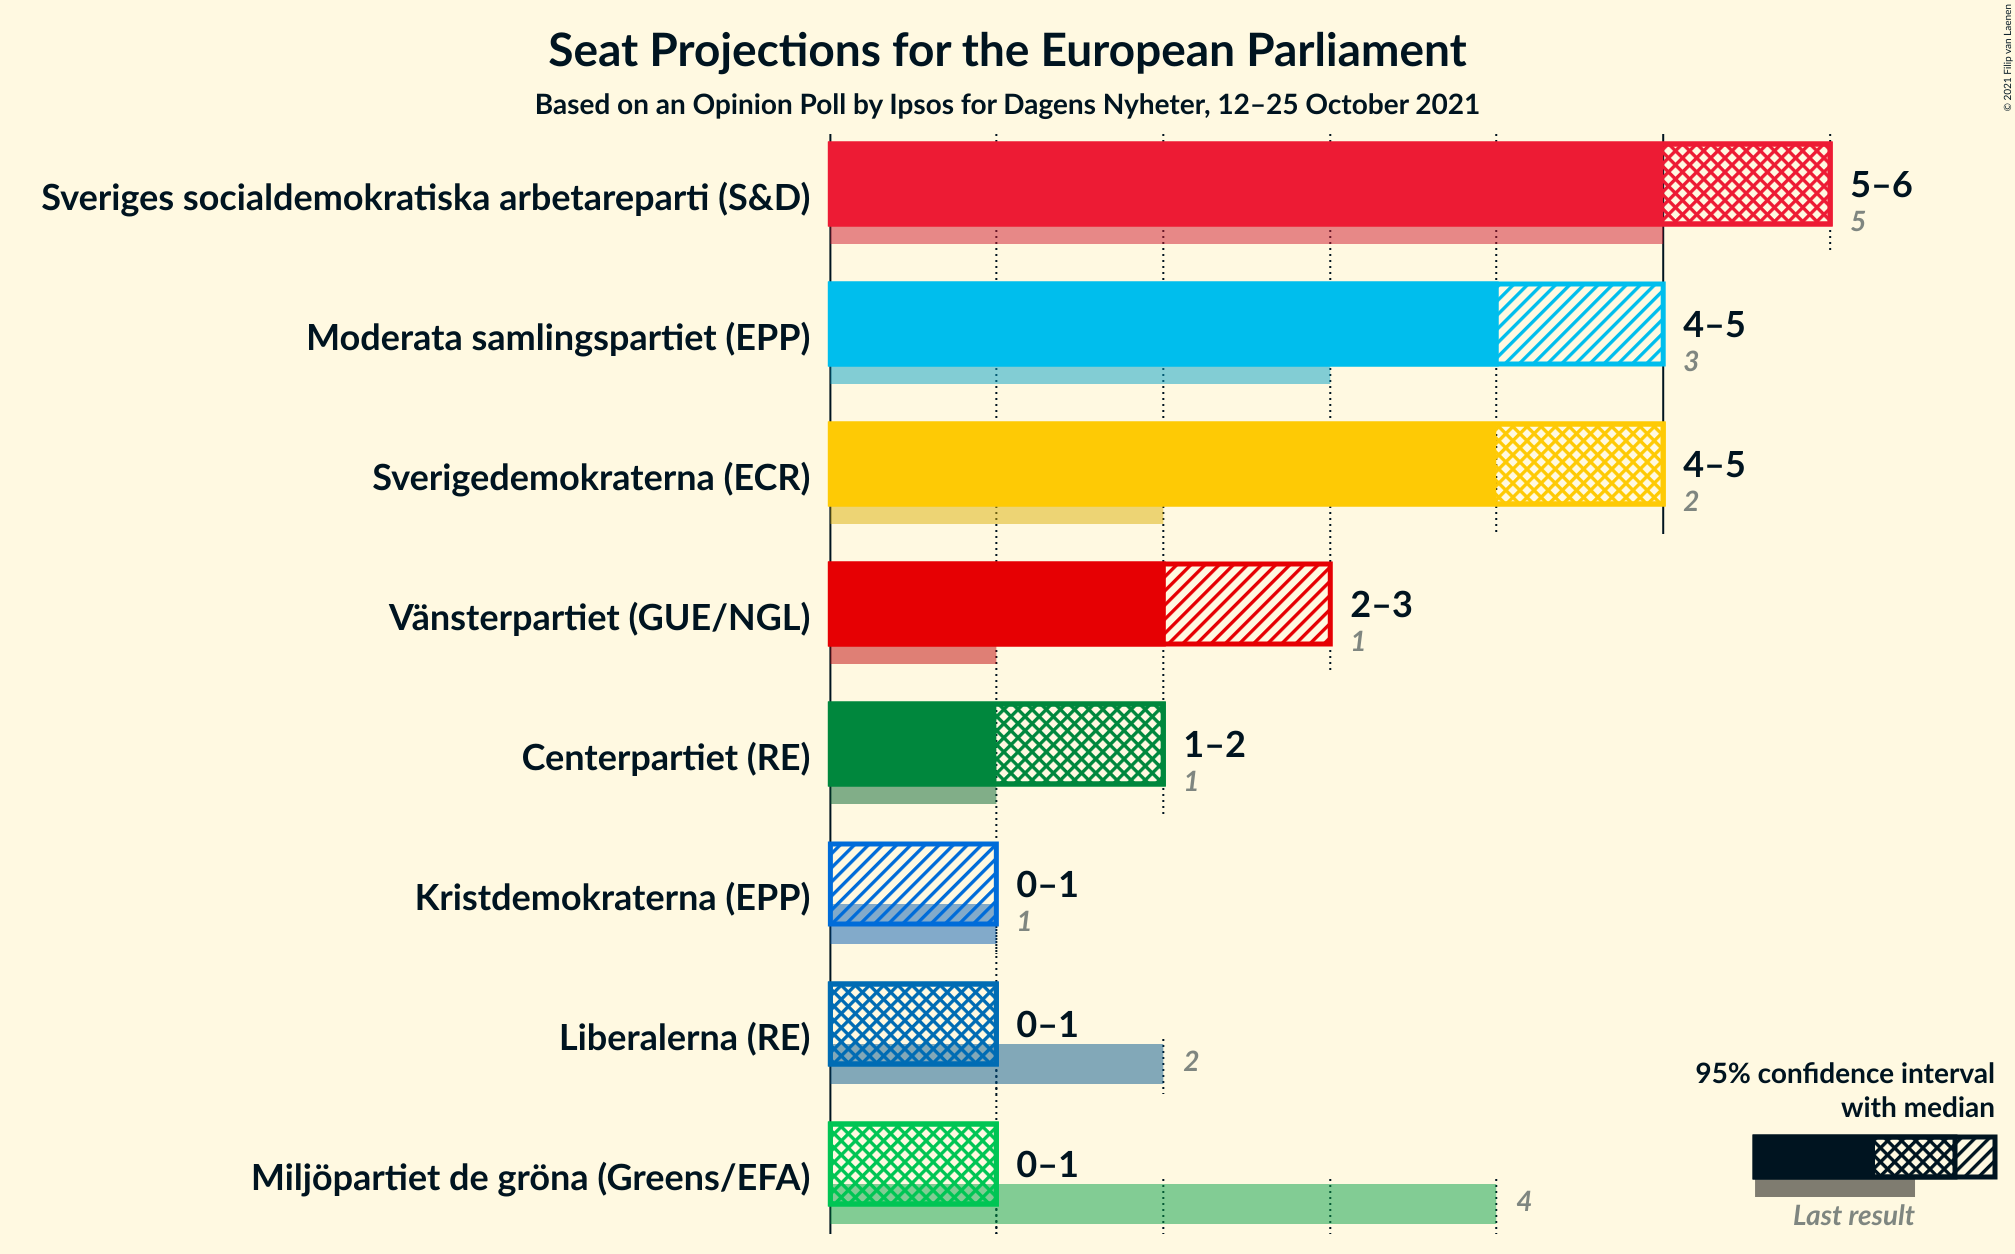 Seat Projections for the European Parliament
Based on an Opinion Poll by Ipsos for Dagens Nyheter, 12–25 October 2021
© 2021 Filip van Laenen
Sveriges socialdemokratiska arbetareparti (S&D)
5–6
5
Moderata samlingspartiet (EPP)
4–5
3
Sverigedemokraterna (ECR)
4–5
2
Vänsterpartiet (GUE/NGL)
2–3
1
Centerpartiet (RE)
1–2
1
Kristdemokraterna (EPP)
0–1
1
Liberalerna (RE)
0–1
2
Miljöpartiet de gröna (Greens/EFA)
0–1
4
95% confidence interval
with median
Last result